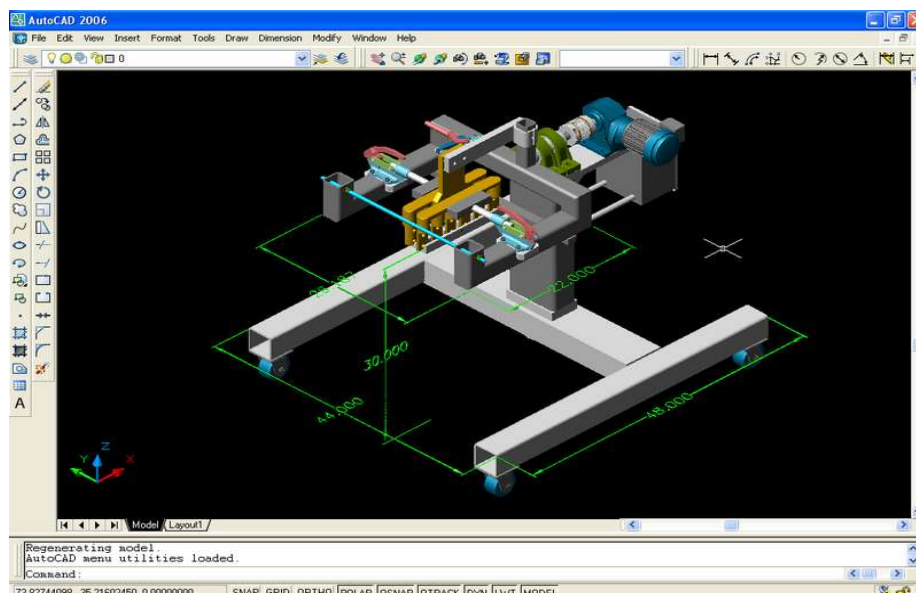 AutoCAD 2006
File Edit View Insert Format Tools Draw Dimension Modify Window Help
0
22.000
30.000
44.000
48.000
Z
Y X
A
Model Layout1
Regenerating model.
AutoCAD menu utilities loaded.
Command:
SNAP GRID ORTHO POLAR OSNAP OTRACK DYN LWT MODEL